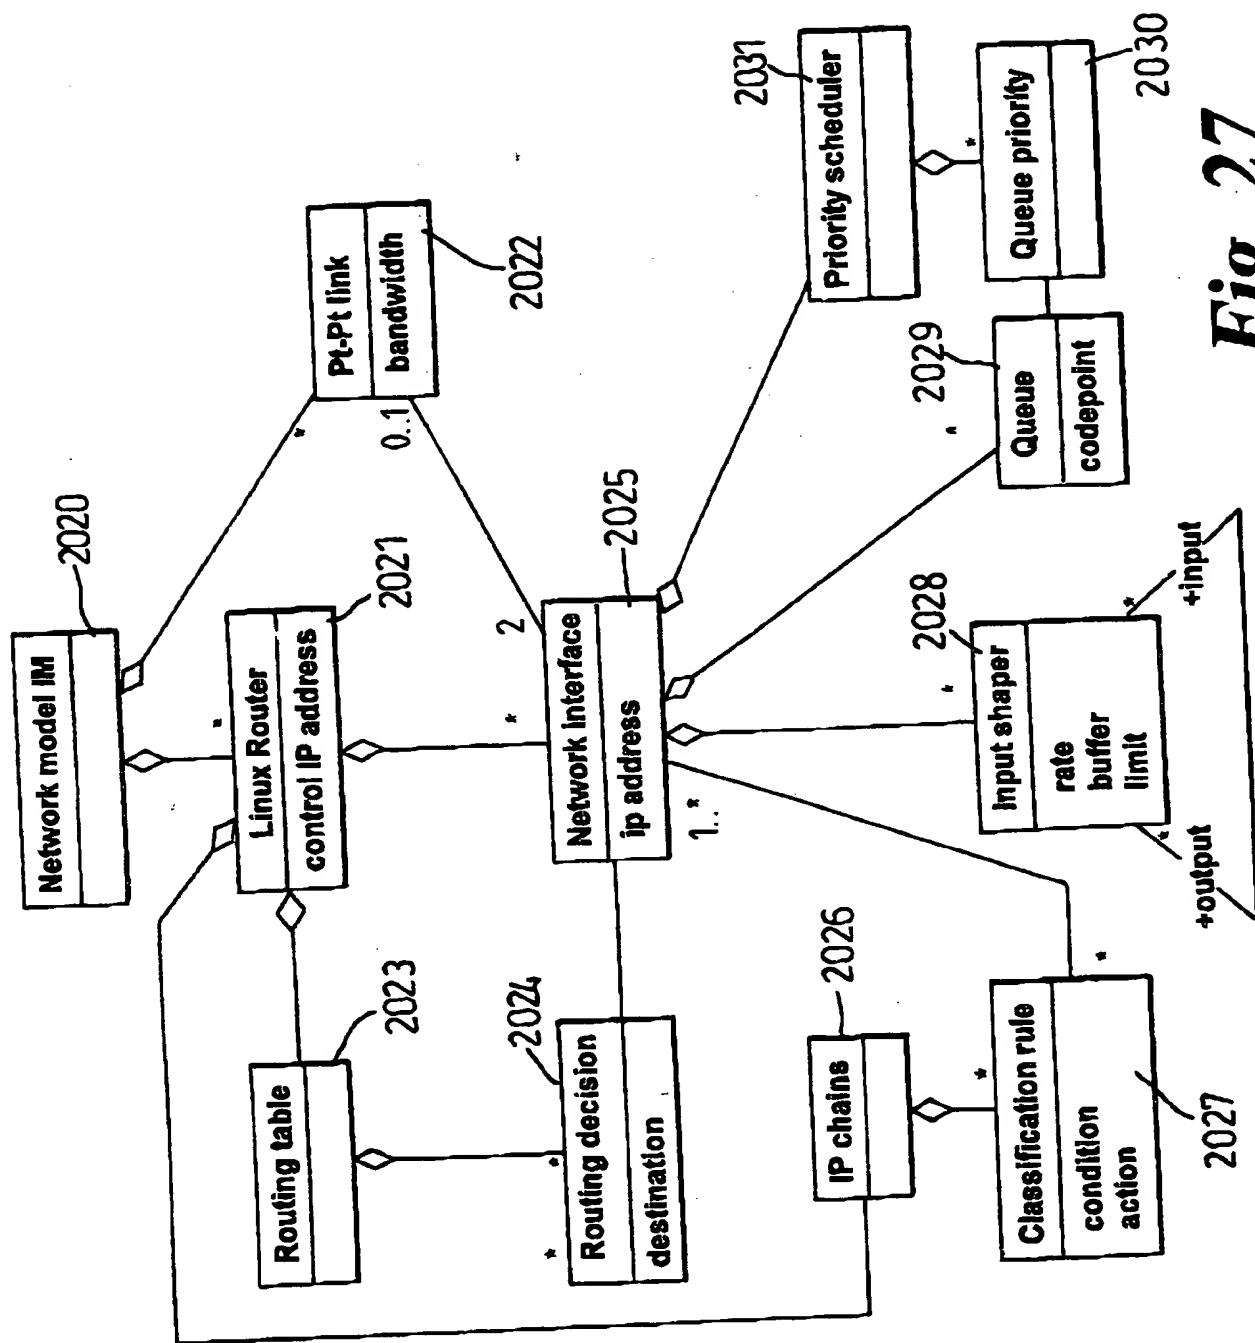 Network model IM
2020
Pt-Pt link
bandwidth
2022
*
0..1
Linux Router
control IP address
2021
*
Routing table
2023
Routing decision
destination
2024
*
*
Network interface
ip address
2025
2
*
1..*
Priority scheduler
2031
*
Queue priority
2030
Queue
codepoint
2029
*
Input shaper
rate
buffer
limit
2028
*
*
+input
*
+output
IP chains
2026
*
Classification rule
condition
action
2027
*
Fig. 27